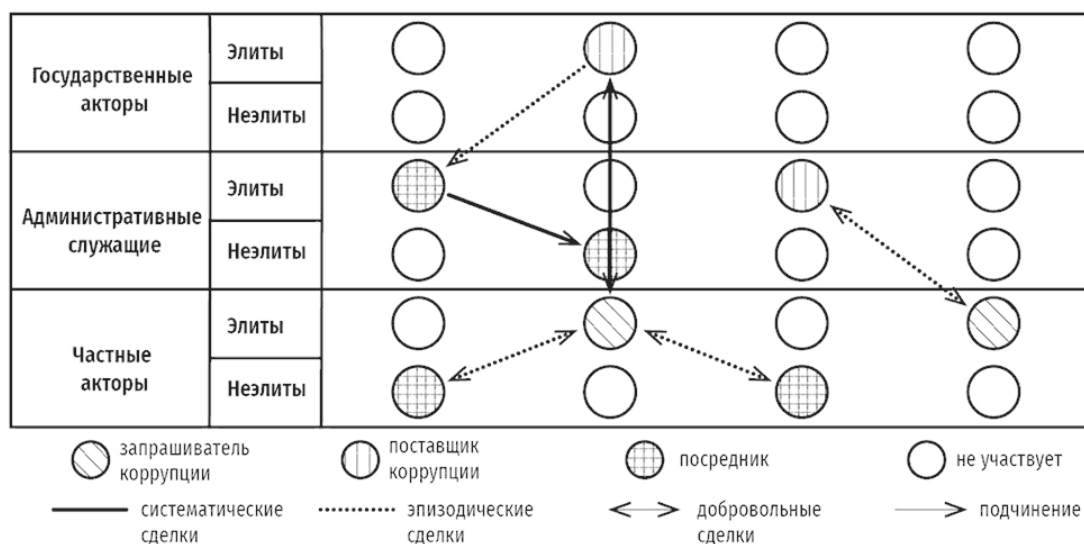 Государственные
акторы
Элиты
Неэлиты
Административные
служащие
Элиты
Неэлиты
Частные
акторы
Элиты
Неэлиты
запрашиватель
коррупции
поставщик
коррупции
посредник
не участвует
систематические
сделки
эпизодические
сделки
добровольные
сделки
подчинение